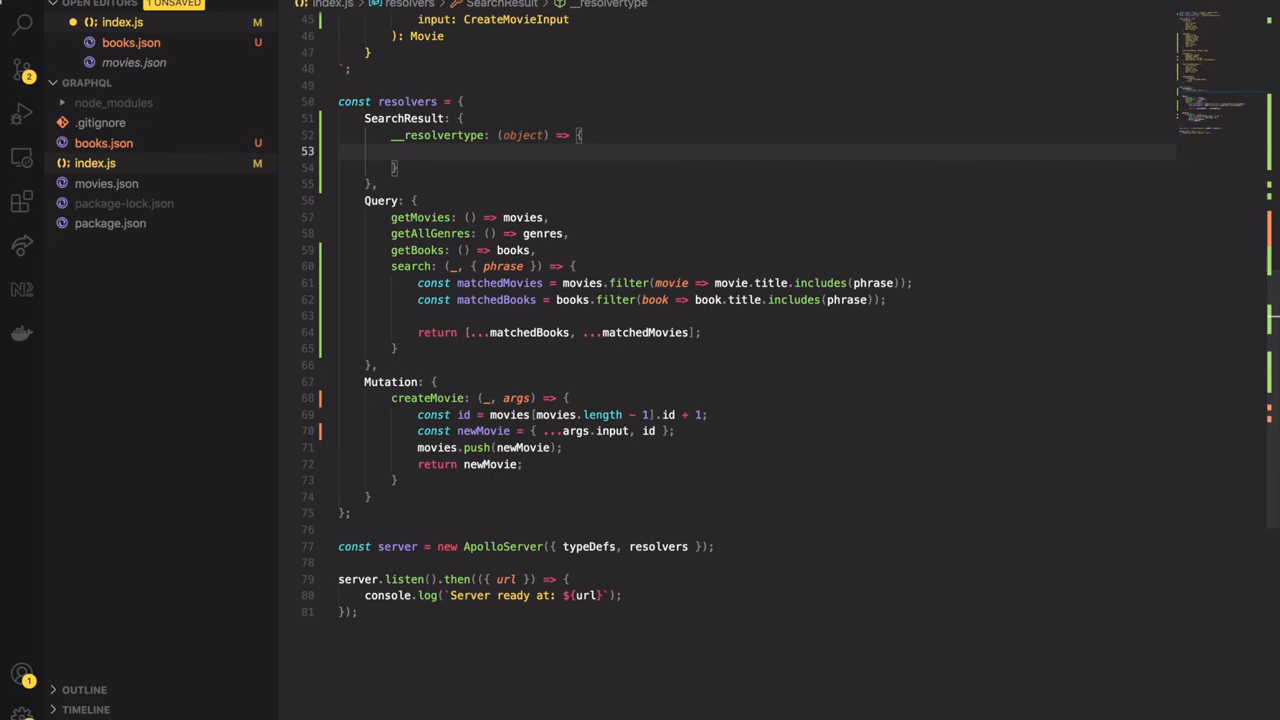 OPEN EDITORS 1 UNSAVED
index.js M
books.json U
movies.json
GRAPHQL
node_modules
.gitignore
books.json U
index.js M
movies.json
package-lock.json
package.json
OUTLINE
TIMELINE
2
1
index.js > resolvers > SearchResult > __resolvertype
45 input: CreateMovieInput
46 ): Movie
47 }
48 `;
49
50 const resolvers = {
51 SearchResult: {
52 __resolvertype: (object) => {
53
54 }
55 },
56 Query: {
57 getMovies: () => movies,
58 getAllGenres: () => genres,
59 getBooks: () => books,
60 search: (_, { phrase }) => {
61 const matchedMovies = movies.filter(movie => movie.title.includes(phrase));
62 const matchedBooks = books.filter(book => book.title.includes(phrase));
63
64 return [...matchedBooks, ...matchedMovies];
65 }
66 },
67 Mutation: {
68 createMovie: (_, args) => {
69 const id = movies[movies.length - 1].id + 1;
70 const newMovie = { ...args.input, id };
71 movies.push(newMovie);
72 return newMovie;
73 }
74 }
75 };
76
77 const server = new ApolloServer({ typeDefs, resolvers });
78
79 server.listen().then(({ url }) => {
80 console.log(`Server ready at: ${url}`);
81 });